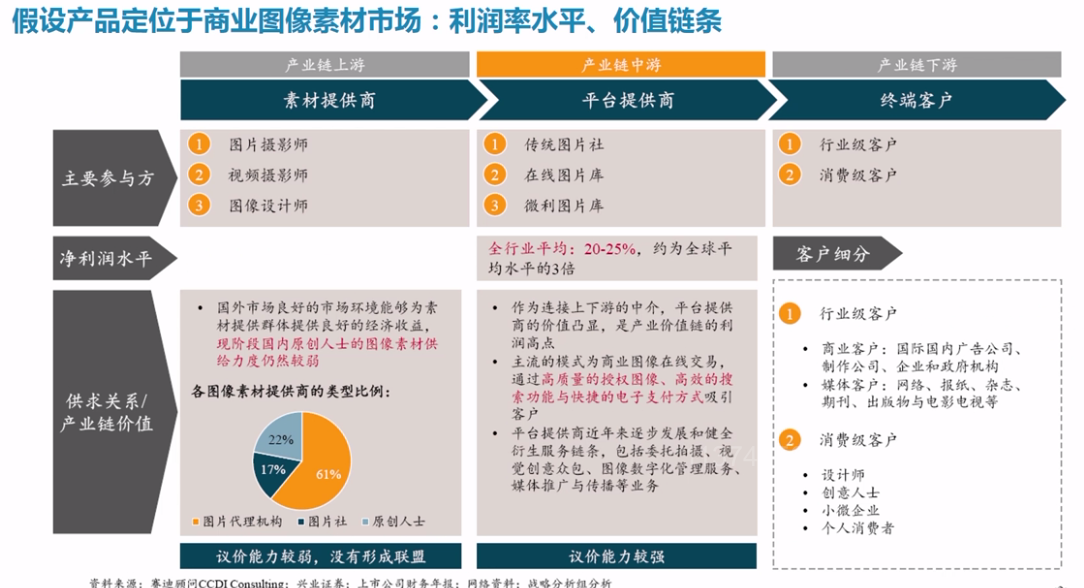 假设产品定位于商业图像素材市场：利润率水平、价值链条
产业链上游
产业链中游
产业链下游
素材提供商
平台提供商
终端客户
主要参与方
1 图片摄影师
2 视频摄影师
3 图像设计师
1 传统图片社
2 在线图片库
3 微利图片库
1 行业级客户
2 消费级客户
净利润水平
全行业平均：20-25%，约为全球平
均水平的3倍
客户细分
供求关系/
产业链价值
• 国外市场良好的市场环境能够为素
材提供群体提供良好的经济收益，
现阶段国内原创人士的图像素材供
给力度仍然较弱
各图像素材提供商的类型比例：
22%
17%
61%
图片代理机构 图片社 原创人士
• 作为连接上下游的中介，平台提供
商的价值凸显，是产业价值链的利
润高点
• 主流的模式为商业图像在线交易，
通过高质量的授权图像、高效的搜
索功能与快捷的电子支付方式吸引
客户
• 平台提供商近年来逐步发展和健全
衍生服务链条，包括委托拍摄、视
觉创意众包、图像数字化管理服务、
媒体推广与传播等业务
1 行业级客户
• 商业客户：国际国内广告公司、
制作公司、企业和政府机构
• 媒体客户：网络、报纸、杂志、
期刊、出版物与电影电视等
2 消费级客户
• 设计师
• 创意人士
• 小微企业
• 个人消费者
议价能力较弱，没有形成联盟
议价能力较强
资料来源：赛迪顾问CCDI Consulting；兴业证券；上市公司财务年报；网络资料；战略分析组分析